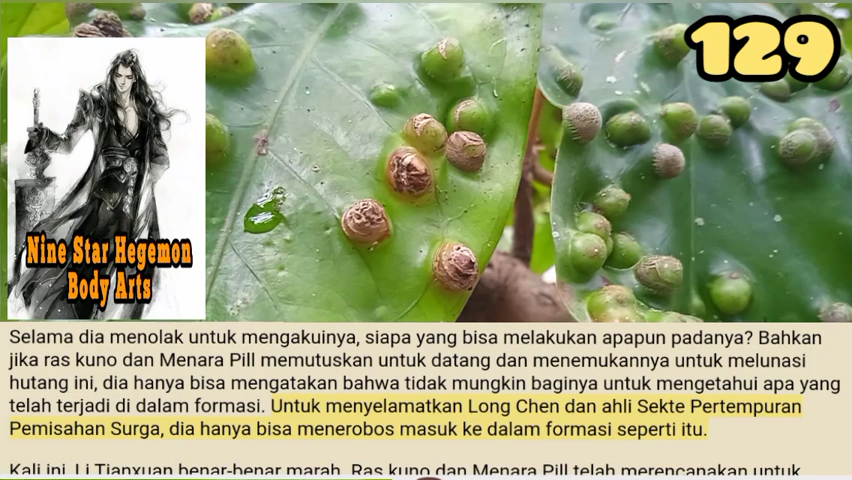 129
Nine Star Hegemon
Body Arts
Selama dia menolak untuk mengakuinya, siapa yang bisa melakukan apapun padanya? Bahkan
jika ras kuno dan Menara Pill memutuskan untuk datang dan menemukannya untuk melunasi
hutang ini, dia hanya bisa mengatakan bahwa tidak mungkin baginya untuk mengetahui apa yang
telah terjadi di dalam formasi. Untuk menyelamatkan Long Chen dan ahli Sekte Pertempuran
Pemisahan Surga, dia hanya bisa menerobos masuk ke dalam formasi seperti itu.
Kali ini, Li Tianxuan benar-benar marah. Ras kuno dan Menara Pill telah merencanakan untuk